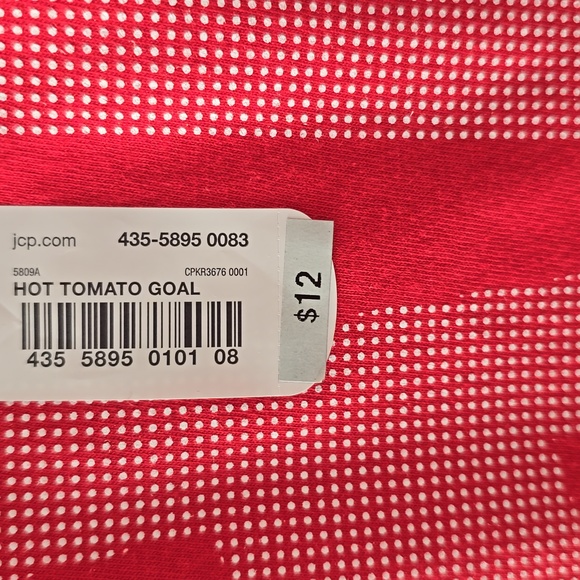 jcp.com 435-5895 0083
5809A CPKR3676 0001
HOT TOMATO GOAL
435 5895 0101 08
$12